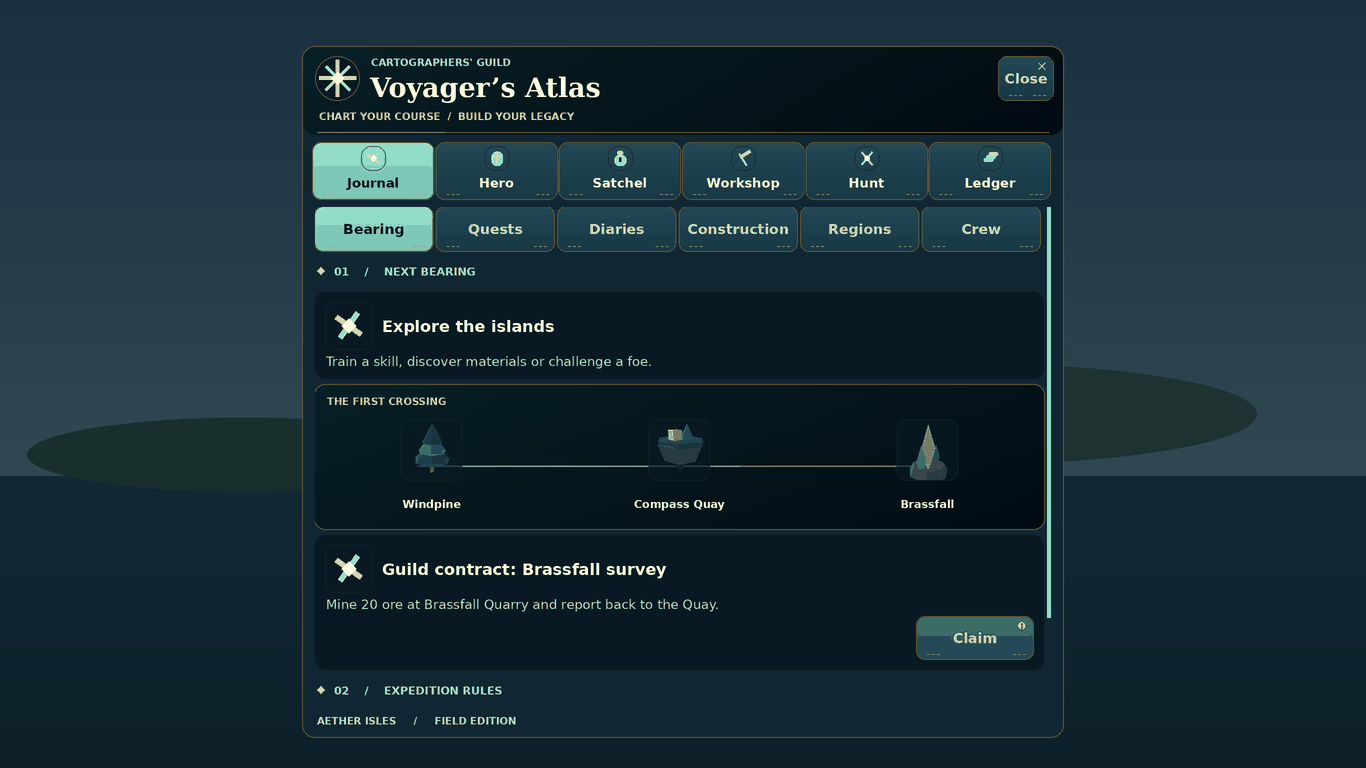 CARTOGRAPHERS' GUILD
Voyager’s Atlas
CHART YOUR COURSE / BUILD YOUR LEGACY
× Close
Journal Hero Satchel Workshop Hunt Ledger
Bearing Quests Diaries Construction Regions Crew
01 / NEXT BEARING
Explore the islands
Train a skill, discover materials or challenge a foe.
THE FIRST CROSSING
Windpine Compass Quay Brassfall
Guild contract: Brassfall survey
Mine 20 ore at Brassfall Quarry and report back to the Quay.
Claim
02 / EXPEDITION RULES
AETHER ISLES / FIELD EDITION